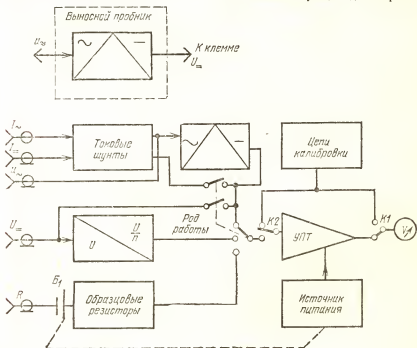 Выносной пробник
U~
~
—
К клемме
U=
I~
I=
U~
Токовые
шунты
~
—
Цепи
калибровки
U=
U
U/n
Род
работы
К2
УПТ
К1
R
Б1
Образцовые
резисторы
Источник
питания